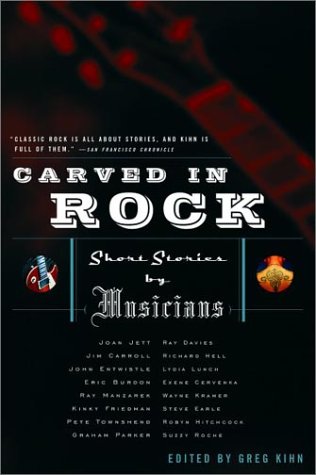 "CLASSIC ROCK IS ALL ABOUT STORIES, AND KIHN IS
FULL OF THEM." —SAN FRANCISCO CHRONICLE
CARVED IN
ROCK
Short Stories
by
Musicians
JOAN JETT RAY DAVIES
JIM CARROLL RICHARD HELL
JOHN ENTWISTLE LYDIA LUNCH
ERIC BURDON EXENE CERVENKA
RAY MANZAREK WAYNE KRAMER
KINKY FRIEDMAN STEVE EARLE
PETE TOWNSHEND ROBYN HITCHCOCK
GRAHAM PARKER SUZZY ROCHE
EDITED BY GREG KIHN